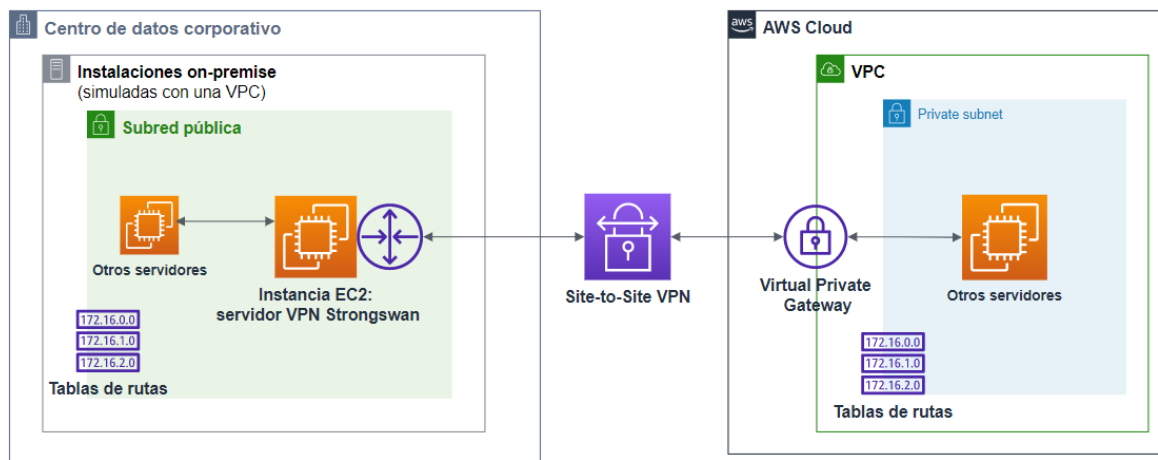 Centro de datos corporativo
Instalaciones on-premise
(simuladas con una VPC)
Subred pública
Otros servidores
Instancia EC2:
servidor VPN Strongswan
172.16.0.0
172.16.1.0
172.16.2.0
Tablas de rutas
Site-to-Site VPN
aws
AWS Cloud
VPC
Private subnet
Virtual Private
Gateway
Otros servidores
172.16.0.0
172.16.1.0
172.16.2.0
Tablas de rutas